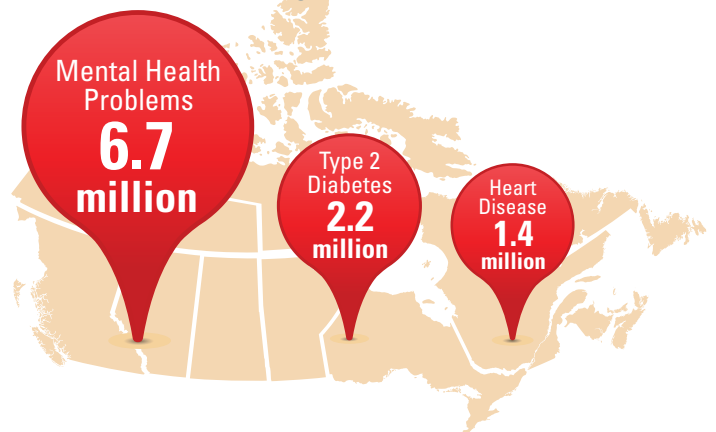 Mental Health
Problems
6.7
million
Type 2
Diabetes
2.2
million
Heart
Disease
1.4
million